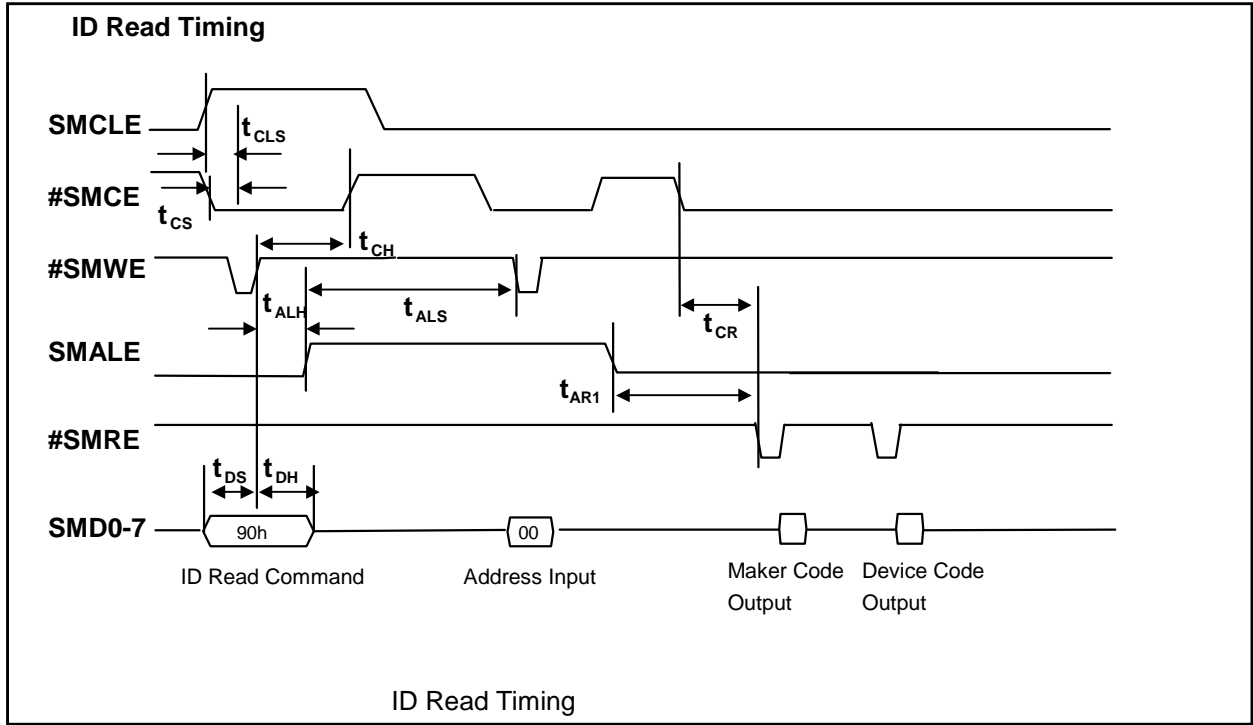 ID Read Timing
SMCLE
tCLS
#SMCE
tCS
tCH
#SMWE
tALH
tALS
tCR
SMALE
tAR1
#SMRE
tDS tDH
SMD0-7
90h 00
ID Read Command Address Input Maker Code Device Code
Output Output
ID Read Timing